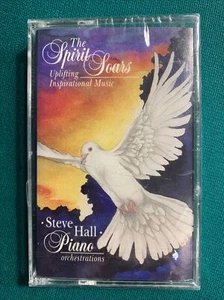 The
Spirit
Soars
Uplifting
Inspirational Music
· Steve Hall ·
Piano
orchestrations